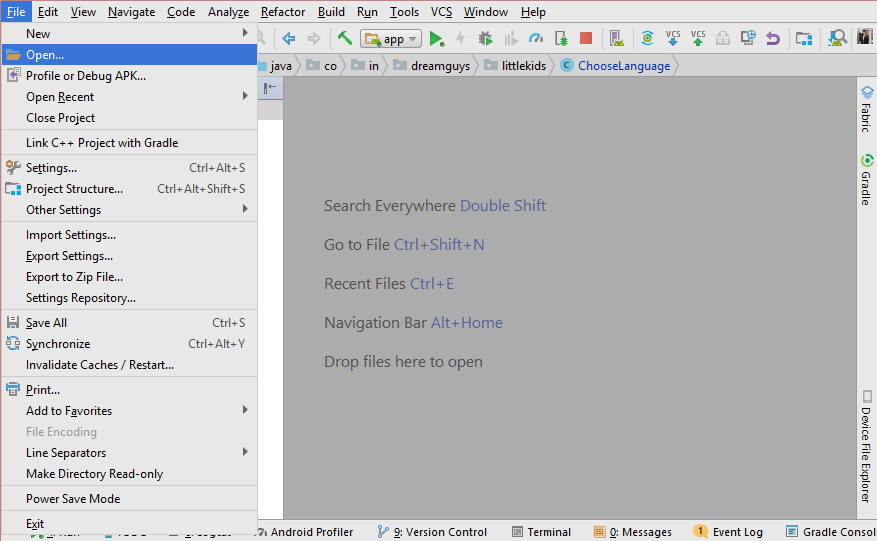 File Edit View Navigate Code Analyze Refactor Build Run Tools VCS Window Help
New
app
VCS VCS
Open...
java co in dreamguys littlekids C ChooseLanguage
Profile or Debug APK...
Open Recent
Close Project
Link C++ Project with Gradle
Settings... Ctrl+Alt+S
Project Structure... Ctrl+Alt+Shift+S
Other Settings
Import Settings...
Export Settings...
Export to Zip File...
Settings Repository...
Save All Ctrl+S
Synchronize Ctrl+Alt+Y
Invalidate Caches / Restart...
Print...
Add to Favorites
File Encoding
Line Separators
Make Directory Read-only
Power Save Mode
Exit
Search Everywhere Double Shift
Go to File Ctrl+Shift+N
Recent Files Ctrl+E
Navigation Bar Alt+Home
Drop files here to open
Fabric
Gradle
Device File Explorer
Android Profiler 9: Version Control Terminal 0: Messages 1 Event Log Gradle Consol